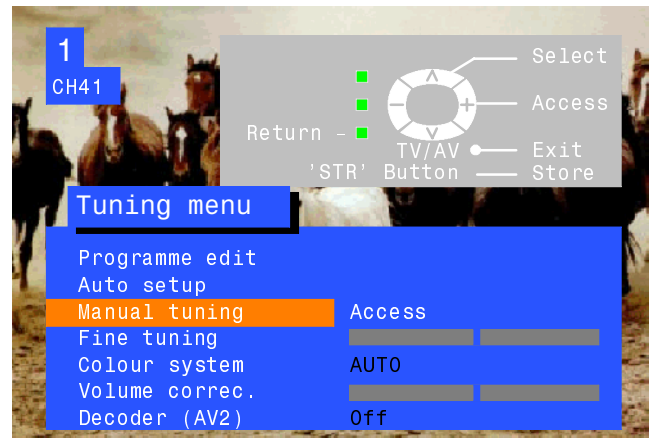 1
CH41
Select
Access
Return –
TV/AV Exit
'STR' Button Store
Tuning menu
Programme edit
Auto setup
Manual tuning Access
Fine tuning
Colour system AUTO
Volume correc.
Decoder (AV2) Off